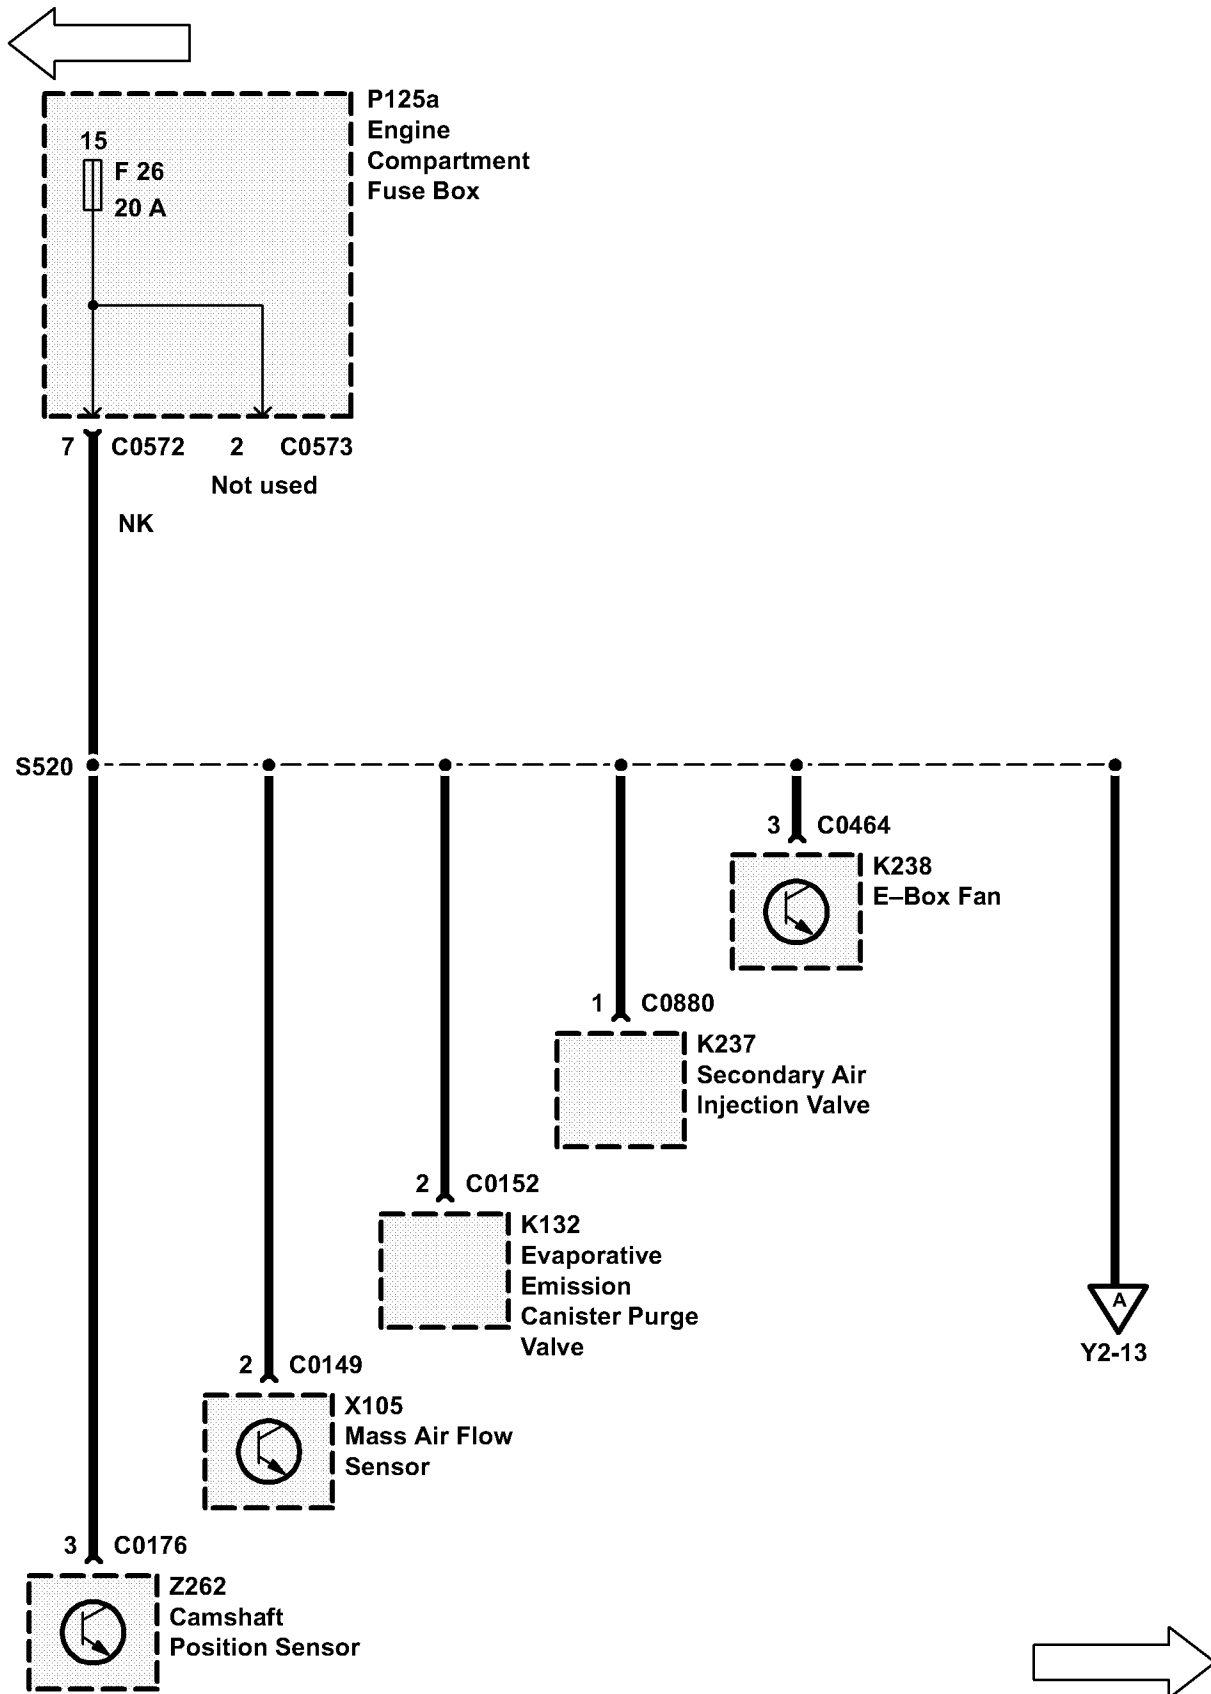 P125a
Engine
Compartment
Fuse Box
15
F 26
20 A
7 C0572 2 C0573
Not used
NK
S520
3 C0464
K238
E–Box Fan
1 C0880
K237
Secondary Air
Injection Valve
2 C0152
K132
Evaporative
Emission
Canister Purge
Valve
A
Y2-13
2 C0149
X105
Mass Air Flow
Sensor
3 C0176
Z262
Camshaft
Position Sensor